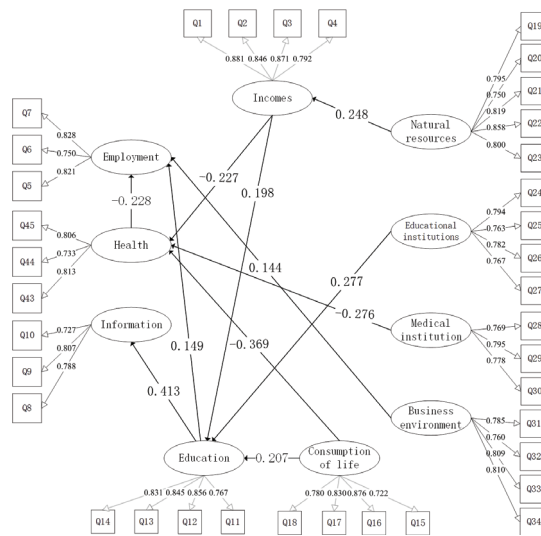 Q1
Q2
Q3
Q4
0.881 0.846 0.871 0.792
Incomes
0.248
Natural
resources
Q19
Q20
Q21
Q22
Q23
0.795
0.750
0.819
0.858
0.800
Q7
Q6
Q5
0.828
0.750
0.821
Employment
-0.228
-0.227
0.198
Q45
Q44
Q43
0.806
0.733
0.813
Health
Educational
institutions
Q24
Q25
Q26
Q27
0.794
0.763
0.782
0.767
0.144
0.277
-0.276
Q10
Q9
Q8
0.727
0.807
0.788
Information
0.149
-0.369
0.413
Medical
institution
Q28
Q29
Q30
0.769
0.795
0.778
Business
environment
Q31
Q32
Q33
Q34
0.785
0.760
0.809
0.810
Education
-0.207
Consumption
of life
0.831 0.845 0.856 0.767
0.780 0.830 0.876 0.722
Q14
Q13
Q12
Q11
Q18
Q17
Q16
Q15